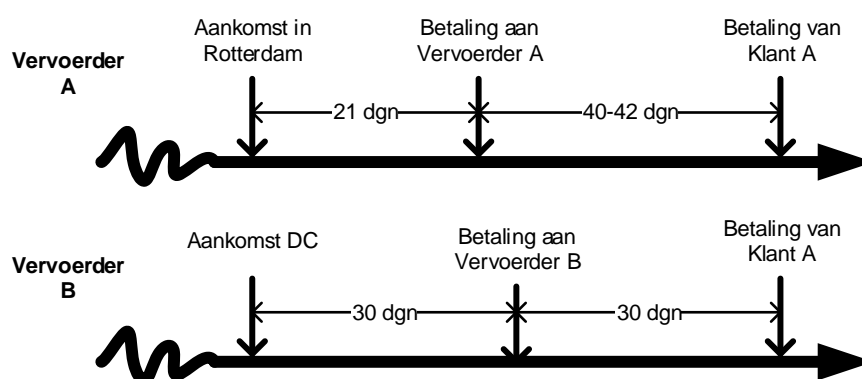 Vervoerder
A
Aankomst in
Rotterdam
Betaling aan
Vervoerder A
Betaling van
Klant A
21 dgn
40-42 dgn
Vervoerder
B
Aankomst DC
Betaling aan
Vervoerder B
Betaling van
Klant A
30 dgn
30 dgn